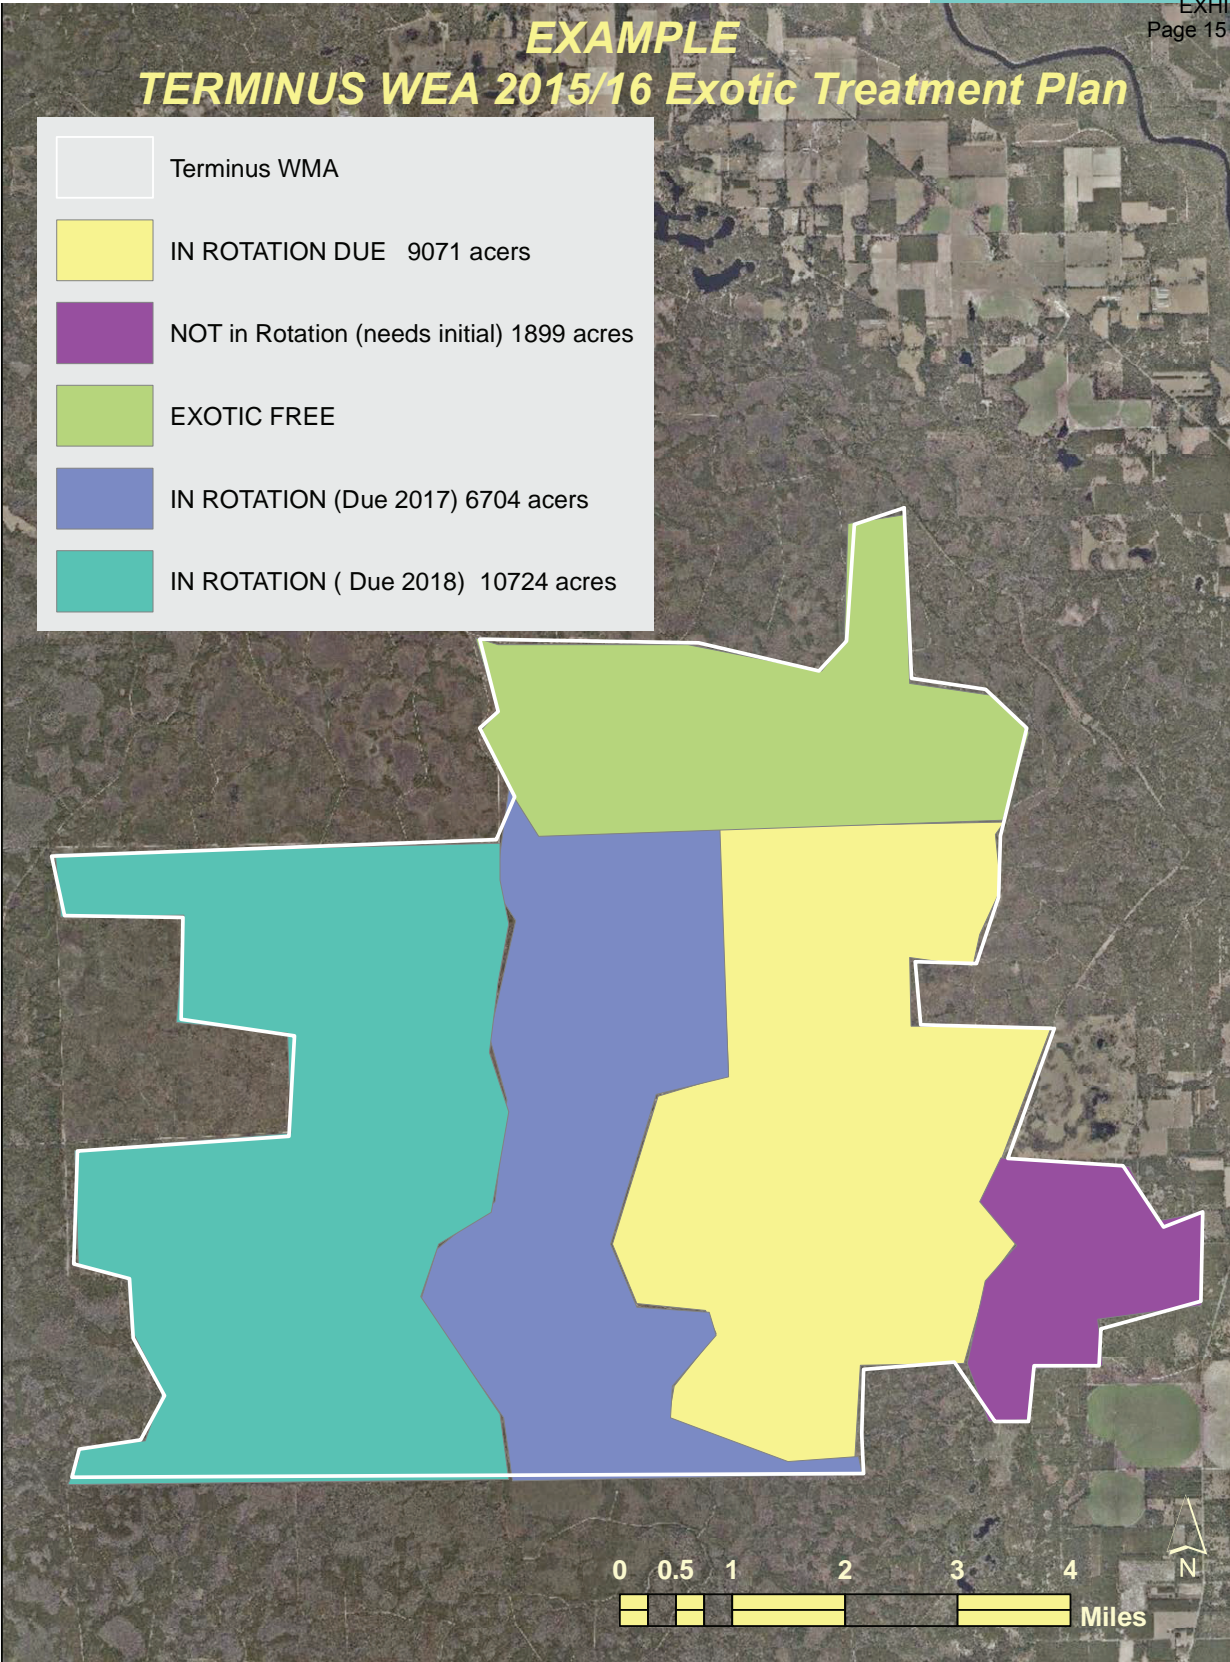 EXHI
Page 15
EXAMPLE
TERMINUS WEA 2015/16 Exotic Treatment Plan
Terminus WMA
IN ROTATION DUE   9071 acers
NOT in Rotation (needs initial) 1899 acres
EXOTIC FREE
IN ROTATION (Due 2017) 6704 acers
IN ROTATION ( Due 2018)  10724 acres
0 0.5 1 2 3 4
Miles
N